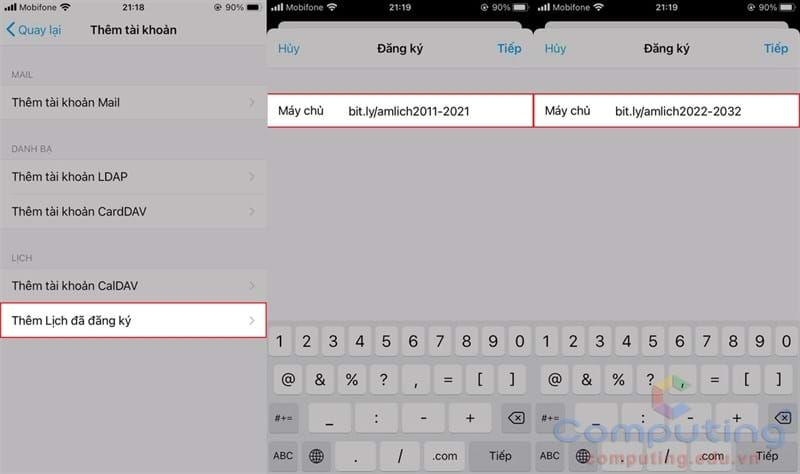 Mobifone 21:18 90%
Quay lại Thêm tài khoản
MAIL
Thêm tài khoản Mail
DANH BẠ
Thêm tài khoản LDAP
Thêm tài khoản CardDAV
LỊCH
Thêm tài khoản CalDAV
Thêm Lịch đã đăng ký
Mobifone 21:19 90%
Hủy Đăng ký Tiếp
Máy chủ bit.ly/amlich2011-2021
1 2 3 4 5 6 7 8 9 0
@ & % ? , = [ ]
#+= _ : - +
ABC . / .com Tiếp
Mobifone 21:19 90%
Hủy Đăng ký Tiếp
Máy chủ bit.ly/amlich2022-2032
1 2 3 4 5 6 7 8 9 0
@ & % ? , = [ ]
#+= _ : - +
ABC . / .com Tiếp
Computing
computing.edu.vn